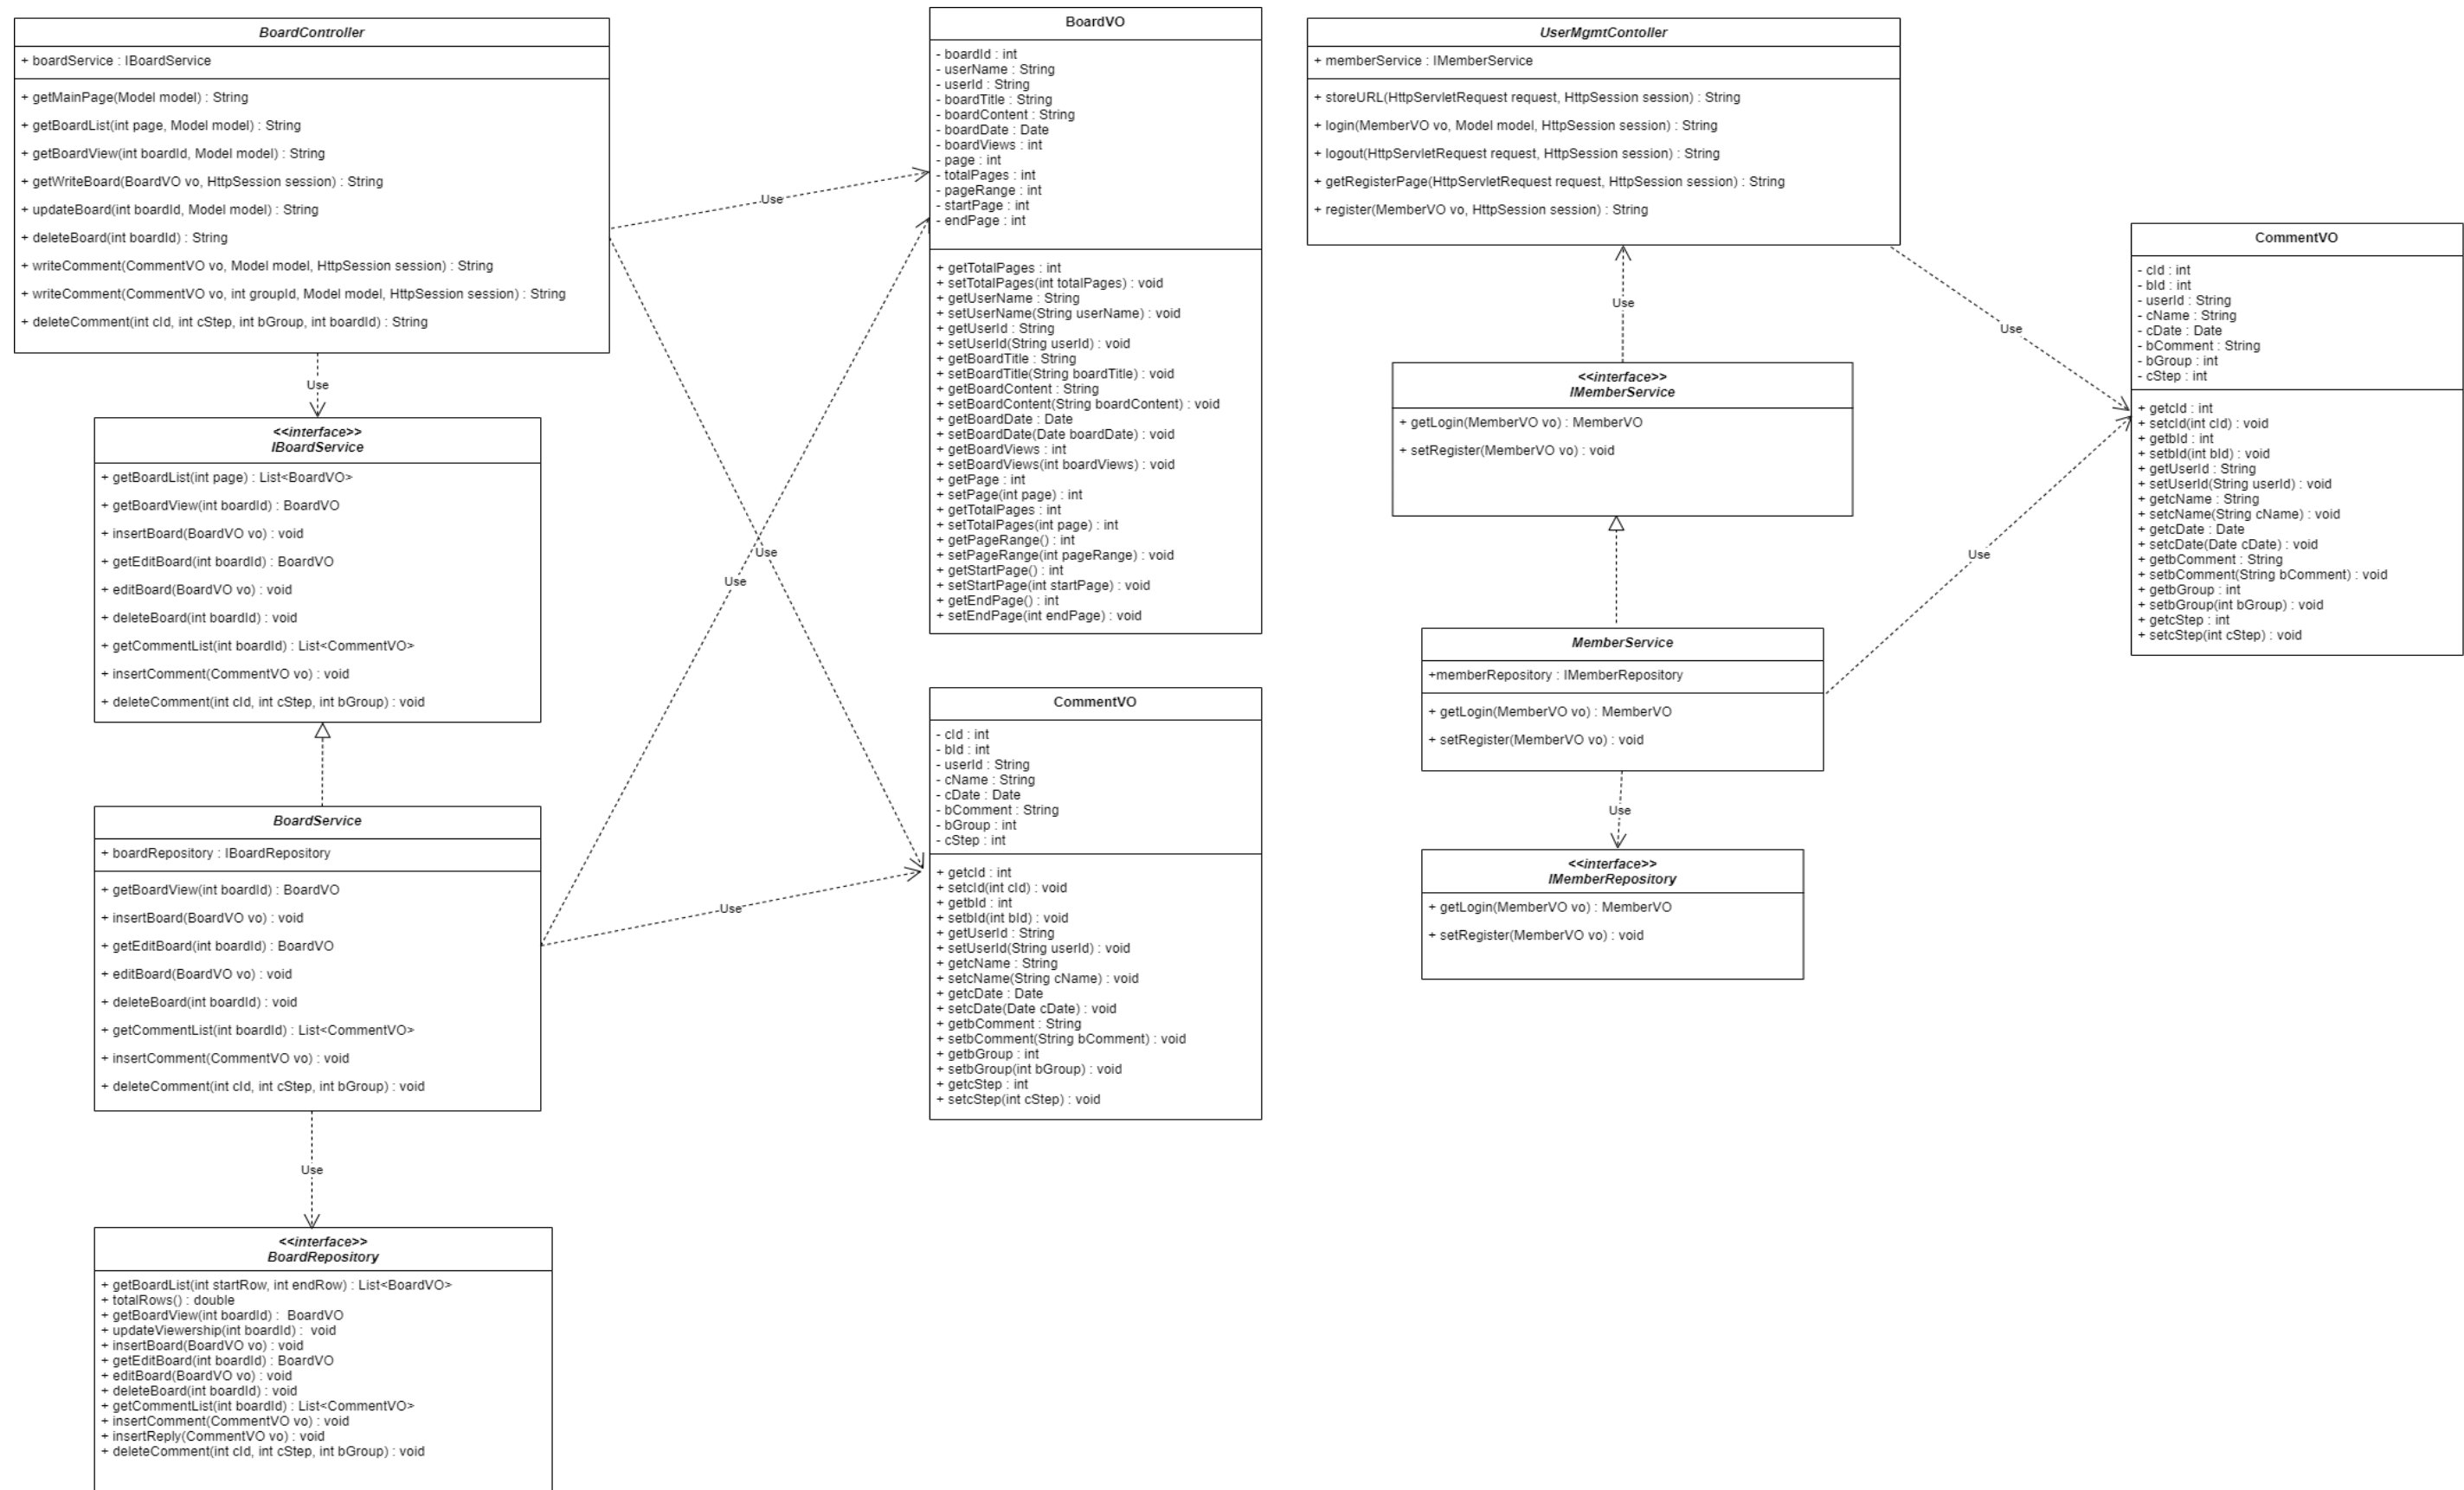 BoardController
+ boardService : IBoardService
+ getMainPage(Model model) : String
+ getBoardList(int page, Model model) : String
+ getBoardView(int boardId, Model model) : String
+ getWriteBoard(BoardVO vo, HttpSession session) : String
+ updateBoard(int boardId, Model model) : String
+ deleteBoard(int boardId) : String
+ writeComment(CommentVO vo, Model model, HttpSession session) : String
+ writeComment(CommentVO vo, int groupId, Model model, HttpSession session) : String
+ deleteComment(int cId, int cStep, int bGroup, int boardId) : String
Use
<<interface>>
IBoardService
+ getBoardList(int page) : List<BoardVO>
+ getBoardView(int boardId) : BoardVO
+ insertBoard(BoardVO vo) : void
+ getEditBoard(int boardId) : BoardVO
+ editBoard(BoardVO vo) : void
+ deleteBoard(int boardId) : void
+ getCommentList(int boardId) : List<CommentVO>
+ insertComment(CommentVO vo) : void
+ deleteComment(int cId, int cStep, int bGroup) : void
BoardService
+ boardRepository : IBoardRepository
+ getBoardView(int boardId) : BoardVO
+ insertBoard(BoardVO vo) : void
+ getEditBoard(int boardId) : BoardVO
+ editBoard(BoardVO vo) : void
+ deleteBoard(int boardId) : void
+ getCommentList(int boardId) : List<CommentVO>
+ insertComment(CommentVO vo) : void
+ deleteComment(int cId, int cStep, int bGroup) : void
Use
<<interface>>
BoardRepository
+ getBoardList(int startRow, int endRow) : List<BoardVO>
+ totalRows() : double
+ getBoardView(int boardId) :  BoardVO
+ updateViewership(int boardId) :  void
+ insertBoard(BoardVO vo) : void
+ getEditBoard(int boardId) : BoardVO
+ editBoard(BoardVO vo) : void
+ deleteBoard(int boardId) : void
+ getCommentList(int boardId) : List<CommentVO>
+ insertComment(CommentVO vo) : void
+ insertReply(CommentVO vo) : void
+ deleteComment(int cId, int cStep, int bGroup) : void
Use
Use
Use
Use
BoardVO
- boardId : int
- userName : String
- userId : String
- boardTitle : String
- boardContent : String
- boardDate : Date
- boardViews : int
- page : int
- totalPages : int
- pageRange : int
- startPage : int
- endPage : int
+ getTotalPages : int
+ setTotalPages(int totalPages) : void
+ getUserName : String
+ setUserName(String userName) : void
+ getUserId : String
+ setUserId(String userId) : void
+ getBoardTitle : String
+ setBoardTitle(String boardTitle) : void
+ getBoardContent : String
+ setBoardContent(String boardContent) : void
+ getBoardDate : Date
+ setBoardDate(Date boardDate) : void
+ getBoardViews : int
+ setBoardViews(int boardViews) : void
+ getPage : int
+ setPage(int page) : int
+ getTotalPages : int
+ setTotalPages(int page) : int
+ getPageRange() : int
+ setPageRange(int pageRange) : void
+ getStartPage() : int
+ setStartPage(int startPage) : void
+ getEndPage() : int
+ setEndPage(int endPage) : void
CommentVO
- cId : int
- bId : int
- userId : String
- cName : String
- cDate : Date
- bComment : String
- bGroup : int
- cStep : int
+ getcId : int
+ setcId(int cId) : void
+ getbId : int
+ setbId(int bId) : void
+ getUserId : String
+ setUserId(String userId) : void
+ getcName : String
+ setcName(String cName) : void
+ getcDate : Date
+ setcDate(Date cDate) : void
+ getbComment : String
+ setbComment(String bComment) : void
+ getbGroup : int
+ setbGroup(int bGroup) : void
+ getcStep : int
+ setcStep(int cStep) : void
UserMgmtContoller
+ memberService : IMemberService
+ storeURL(HttpServletRequest request, HttpSession session) : String
+ login(MemberVO vo, Model model, HttpSession session) : String
+ logout(HttpServletRequest request, HttpSession session) : String
+ getRegisterPage(HttpServletRequest request, HttpSession session) : String
+ register(MemberVO vo, HttpSession session) : String
Use
<<interface>>
IMemberService
+ getLogin(MemberVO vo) : MemberVO
+ setRegister(MemberVO vo) : void
MemberService
+memberRepository : IMemberRepository
+ getLogin(MemberVO vo) : MemberVO
+ setRegister(MemberVO vo) : void
Use
<<interface>>
IMemberRepository
+ getLogin(MemberVO vo) : MemberVO
+ setRegister(MemberVO vo) : void
Use
Use
CommentVO
- cId : int
- bId : int
- userId : String
- cName : String
- cDate : Date
- bComment : String
- bGroup : int
- cStep : int
+ getcId : int
+ setcId(int cId) : void
+ getbId : int
+ setbId(int bId) : void
+ getUserId : String
+ setUserId(String userId) : void
+ getcName : String
+ setcName(String cName) : void
+ getcDate : Date
+ setcDate(Date cDate) : void
+ getbComment : String
+ setbComment(String bComment) : void
+ getbGroup : int
+ setbGroup(int bGroup) : void
+ getcStep : int
+ setcStep(int cStep) : void